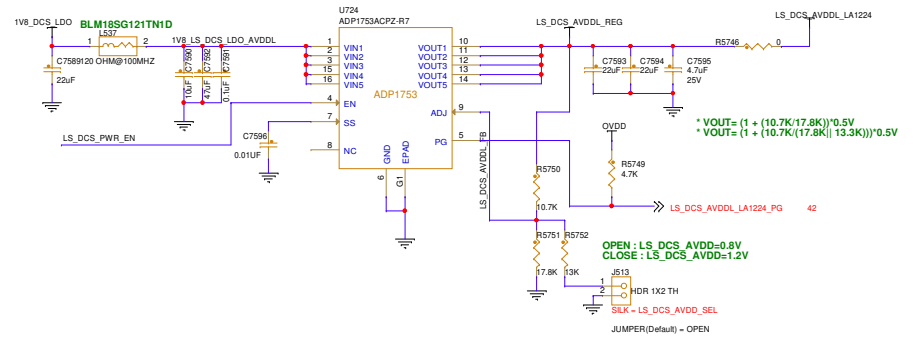 1V8_DCS_LDO
BLM18SG121TN1D
L537
1
2
1V8_DCS_LDO_AVDDL
C7589
120 OHM@100MHZ
22uF
C7590
10uF
C7592
47uF
C7591
0.1uF
LS_DCS_PWR_EN
C7596
0.01UF
U724
ADP1753ACPZ-R7
1
VIN1
2
VIN2
3
VIN3
15
VIN4
16
VIN5
4
EN
7
SS
8
NC
ADP1753
10
VOUT1
11
VOUT2
12
VOUT3
13
VOUT4
14
VOUT5
9
ADJ
5
PG
GND
EPAD
6
G1
LS_DCS_AVDDL_REG
LS_DCS_AVDDL_LA1224
R5746
0
C7593
22uF
C7594
22uF
C7595
4.7uF
25V
* VOUT= (1 + (10.7K/17.8K))*0.5V
* VOUT= (1 + (10.7K/(17.8K|| 13.3K)))*0.5V
OVDD
R5749
4.7K
LS_DCS_AVDDL_FB
R5750
10.7K
LS_DCS_AVDDL_LA1224_PG
42
R5751
17.8K
R5752
13K
OPEN : LS_DCS_AVDD=0.8V
CLOSE : LS_DCS_AVDD=1.2V
J513
1
2
HDR 1X2 TH
SILK = LS_DCS_AVDD_SEL
JUMPER(Default) = OPEN